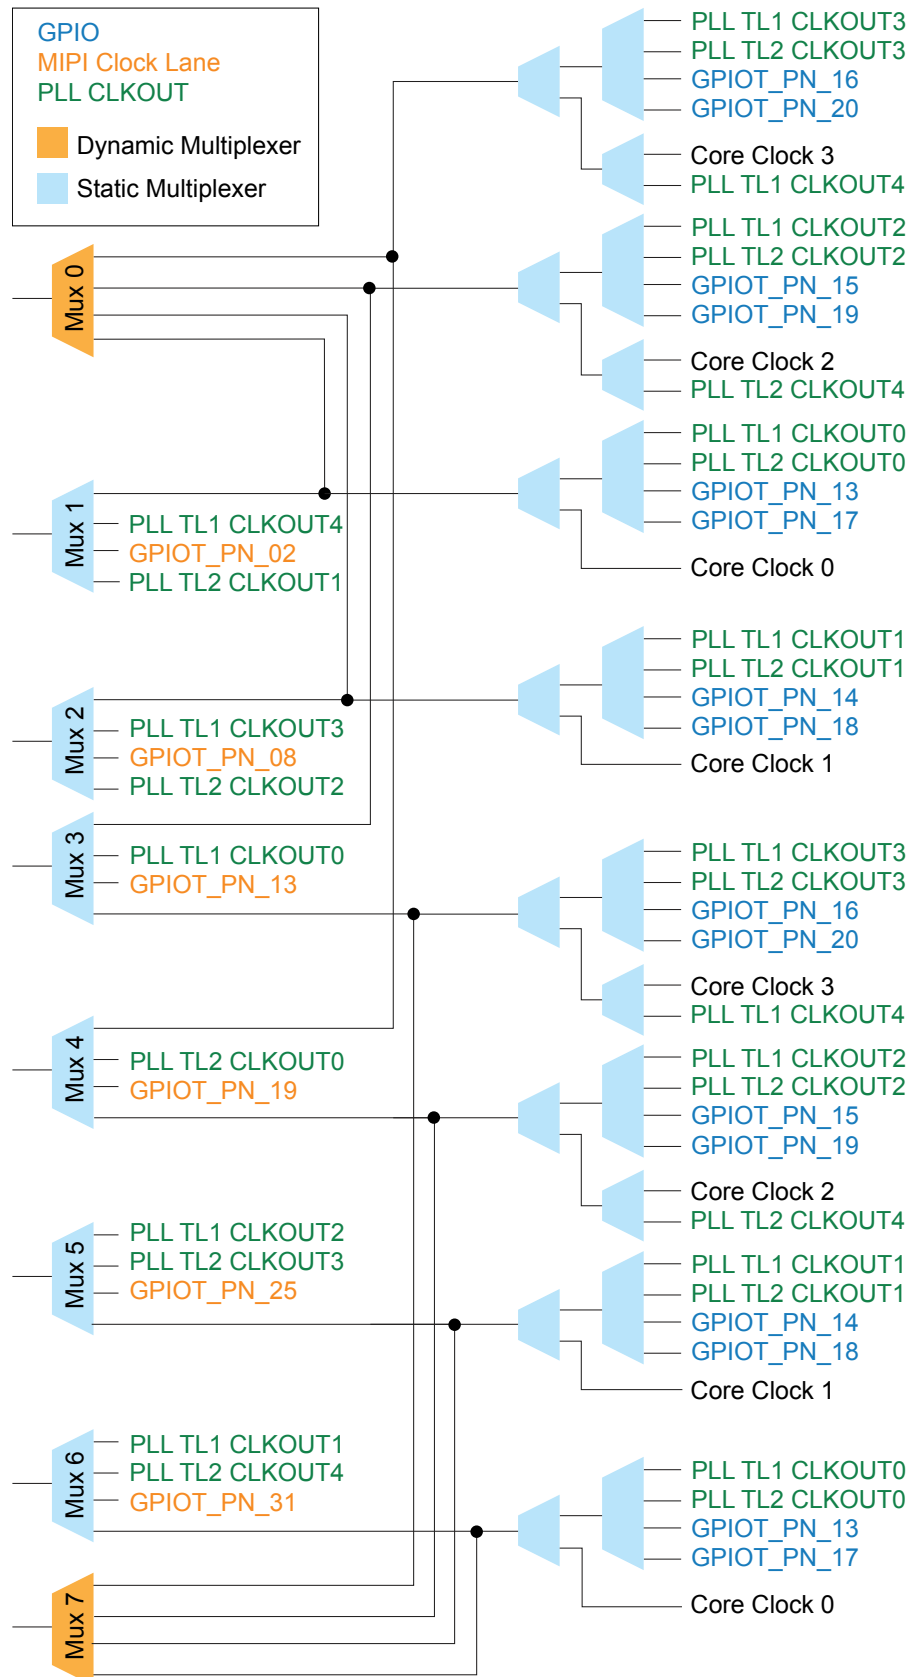 GPIO
MIPI Clock Lane
PLL CLKOUT
Dynamic Multiplexer
Static Multiplexer
PLL TL1 CLKOUT3
PLL TL2 CLKOUT3
GPIOT_PN_16
GPIOT_PN_20
Core Clock 3
PLL TL1 CLKOUT4
Mux 0
PLL TL1 CLKOUT2
PLL TL2 CLKOUT2
GPIOT_PN_15
GPIOT_PN_19
Core Clock 2
PLL TL2 CLKOUT4
PLL TL1 CLKOUT0
PLL TL2 CLKOUT0
GPIOT_PN_13
GPIOT_PN_17
Core Clock 0
Mux 1
PLL TL1 CLKOUT4
GPIOT_PN_02
PLL TL2 CLKOUT1
PLL TL1 CLKOUT1
PLL TL2 CLKOUT1
GPIOT_PN_14
GPIOT_PN_18
Core Clock 1
Mux 2
PLL TL1 CLKOUT3
GPIOT_PN_08
PLL TL2 CLKOUT2
Mux 3
PLL TL1 CLKOUT0
GPIOT_PN_13
PLL TL1 CLKOUT3
PLL TL2 CLKOUT3
GPIOT_PN_16
GPIOT_PN_20
Core Clock 3
PLL TL1 CLKOUT4
Mux 4
PLL TL2 CLKOUT0
GPIOT_PN_19
PLL TL1 CLKOUT2
PLL TL2 CLKOUT2
GPIOT_PN_15
GPIOT_PN_19
Core Clock 2
PLL TL2 CLKOUT4
Mux 5
PLL TL1 CLKOUT2
PLL TL2 CLKOUT3
GPIOT_PN_25
PLL TL1 CLKOUT1
PLL TL2 CLKOUT1
GPIOT_PN_14
GPIOT_PN_18
Core Clock 1
Mux 6
PLL TL1 CLKOUT1
PLL TL2 CLKOUT4
GPIOT_PN_31
PLL TL1 CLKOUT0
PLL TL2 CLKOUT0
GPIOT_PN_13
GPIOT_PN_17
Core Clock 0
Mux 7